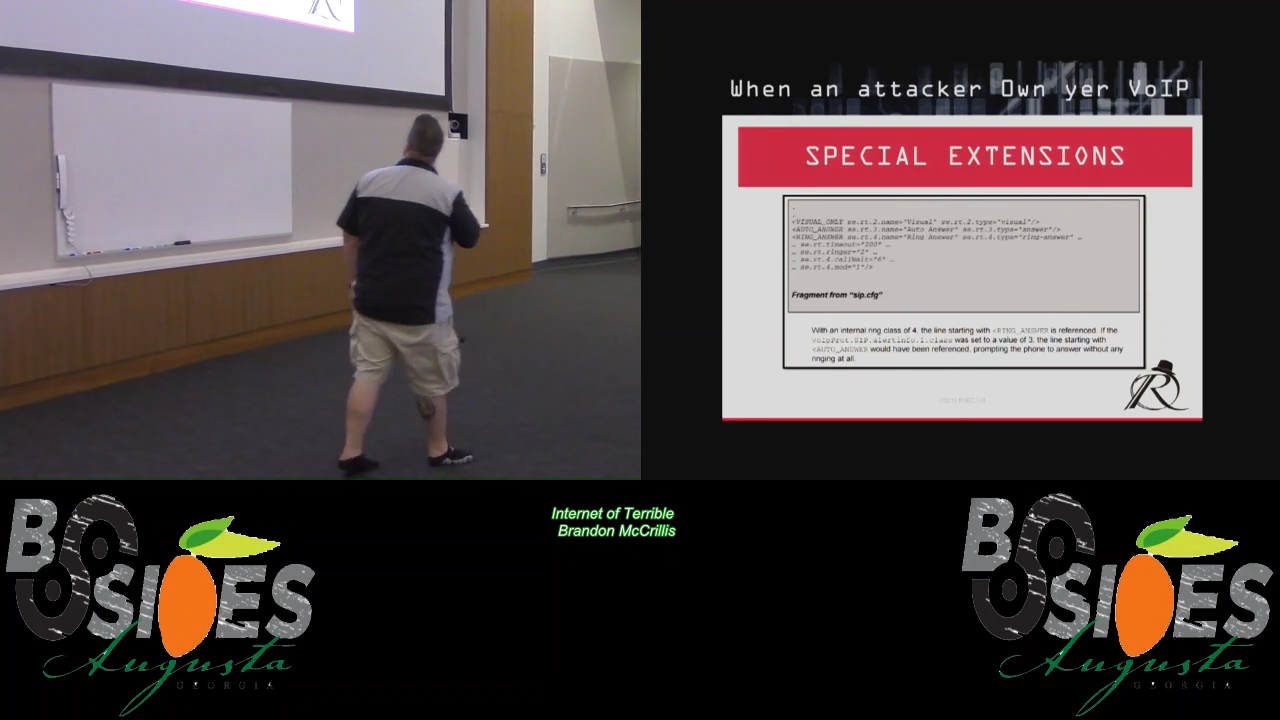 When an attacker Own yer VoIP
SPECIAL EXTENSIONS
.
.
<VISUAL_ONLY se.rt.2.name="Visual" se.rt.2.type="visual"/>
<AUTO_ANSWER se.rt.3.name="Auto Answer" se.rt.3.type="answer"/>
<RING_ANSWER se.rt.4.name="Ring Answer" se.rt.4.type="ring-answer" …
… se.rt.timeout="200" …
… se.rt.ringer="2" …
… se.rt.4.callWait="6" …
… se.rt.4.mod="1"/>
Fragment from "sip.cfg"
With an internal ring class of 4, the line starting with <RING_ANSWER is referenced. If the
voIpProt.SIP.alertInfo.1.class was set to a value of 3, the line starting with
<AUTO_ANSWER would have been referenced, prompting the phone to answer without any
ringing at all.
R
Internet of Terrible
Brandon McCrillis
BSIDES
Augusta
GEORGIA
BSIDES
Augusta
GEORGIA